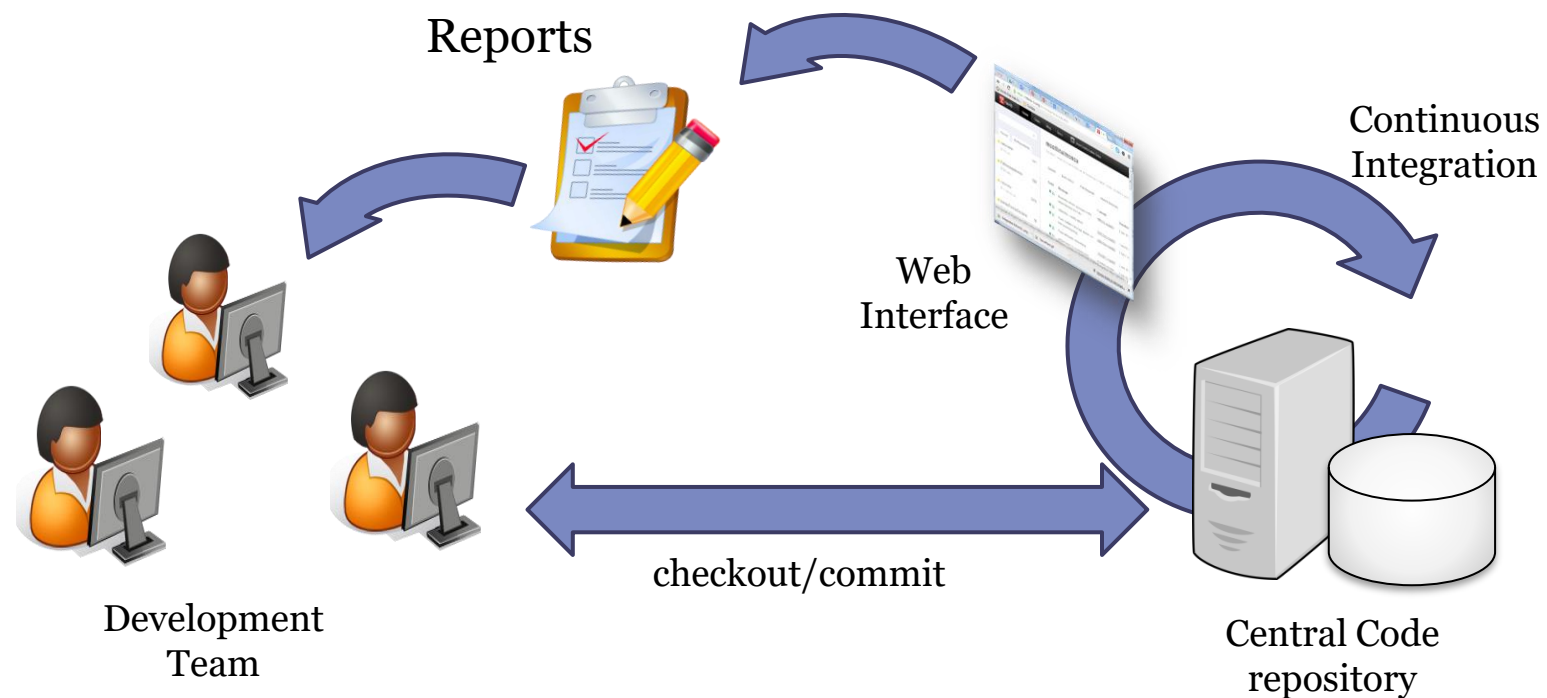 Reports
Continuous
Integration
Web
Interface
checkout/commit
Development
Team
Central Code
repository